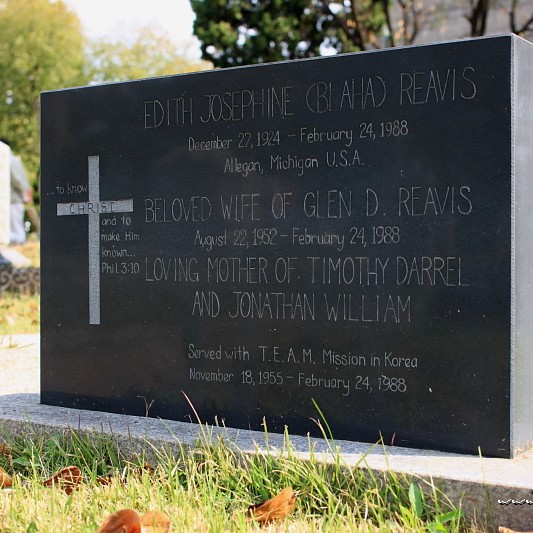 EDITH JOSEPHINE (BLAHA) REAVIS
December 27, 1924 – February 24, 1988
Allegan, Michigan U.S.A.
...to know
CHRIST
and to
make Him
known...
Phil. 3:10
BELOVED WIFE OF GLEN D. REAVIS
August 22, 1952 – February 24, 1988
LOVING MOTHER OF TIMOTHY DARREL
AND JONATHAN WILLIAM
Served with T.E.A.M. Mission in Korea
November 18, 1955 – February 24, 1988
www.